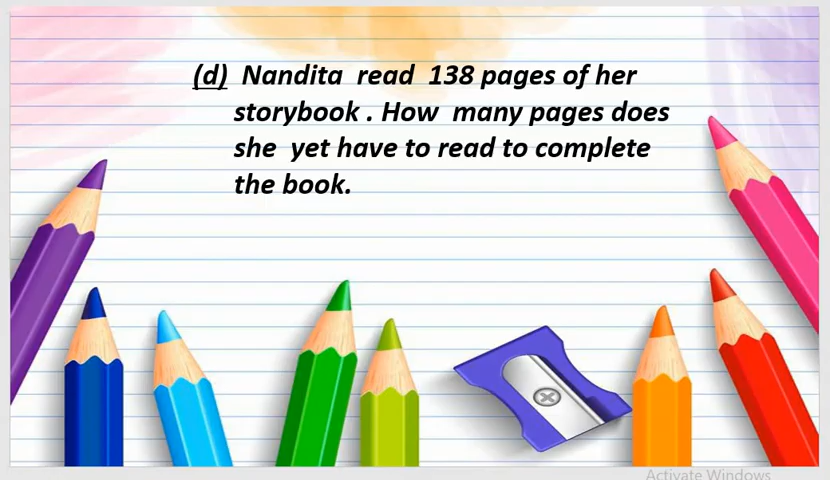 (d) Nandita read 138 pages of her
storybook . How many pages does
she yet have to read to complete
the book.
Activate Windows